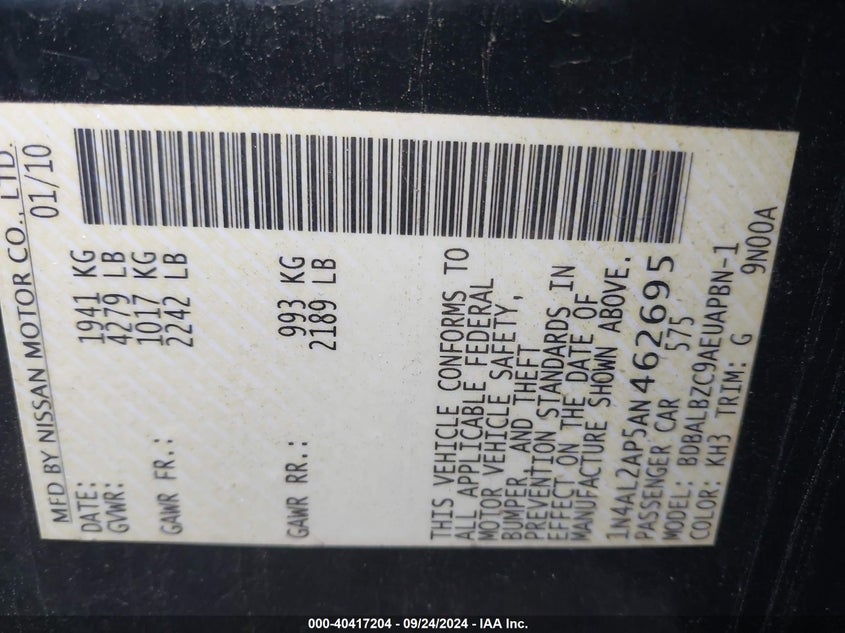 MFD BY NISSAN MOTOR CO., LTD.
DATE: 01/10
GVWR: 1941 KG
4279 LB
GAWR FR.: 1017 KG
2242 LB
GAWR RR.: 993 KG
2189 LB
THIS VEHICLE CONFORMS TO
ALL APPLICABLE FEDERAL
MOTOR VEHICLE SAFETY,
BUMPER, AND THEFT
PREVENTION STANDARDS IN
EFFECT ON THE DATE OF
MANUFACTURE SHOWN ABOVE.
1N4AL2AP5AN462695
PASSENGER CAR 575
MODEL: BDBALBZC9AEUAPBN-1
COLOR: KH3 TRIM: G 9N00A
000-40417204 - 09/24/2024 - IAA Inc.